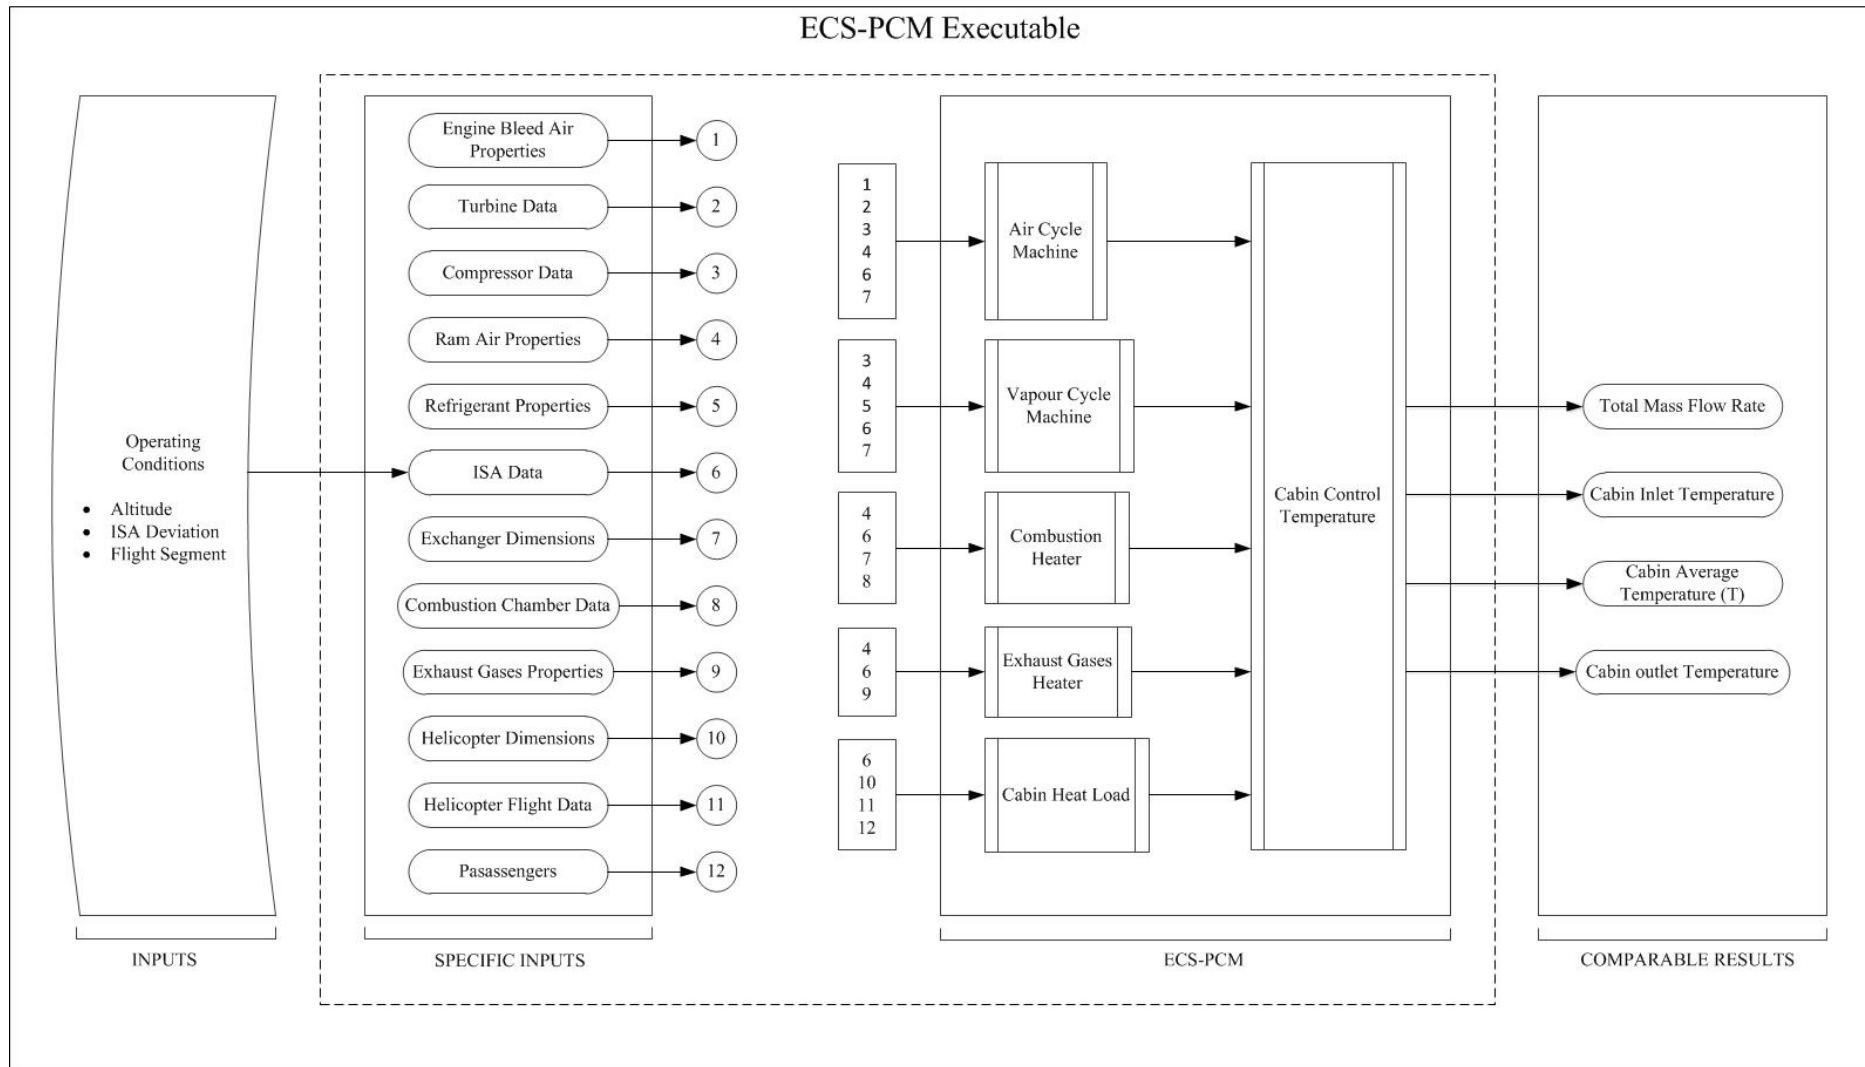 ECS-PCM Executable
Operating
Conditions
• Altitude
• ISA Deviation
• Flight Segment
INPUTS
Engine Bleed Air
Properties
1
Turbine Data
2
Compressor Data
3
Ram Air Properties
4
Refrigerant Properties
5
ISA Data
6
Exchanger Dimensions
7
Combustion Chamber Data
8
Exhaust Gases Properties
9
Helicopter Dimensions
10
Helicopter Flight Data
11
Pasassengers
12
SPECIFIC INPUTS
1
2
3
4
6
7
Air Cycle
Machine
3
4
5
6
7
Vapour Cycle
Machine
4
6
7
8
Combustion
Heater
4
6
9
Exhaust Gases
Heater
6
10
11
12
Cabin Heat Load
Cabin Control
Temperature
ECS-PCM
Total Mass Flow Rate
Cabin Inlet Temperature
Cabin Average
Temperature (T)
Cabin outlet Temperature
COMPARABLE RESULTS